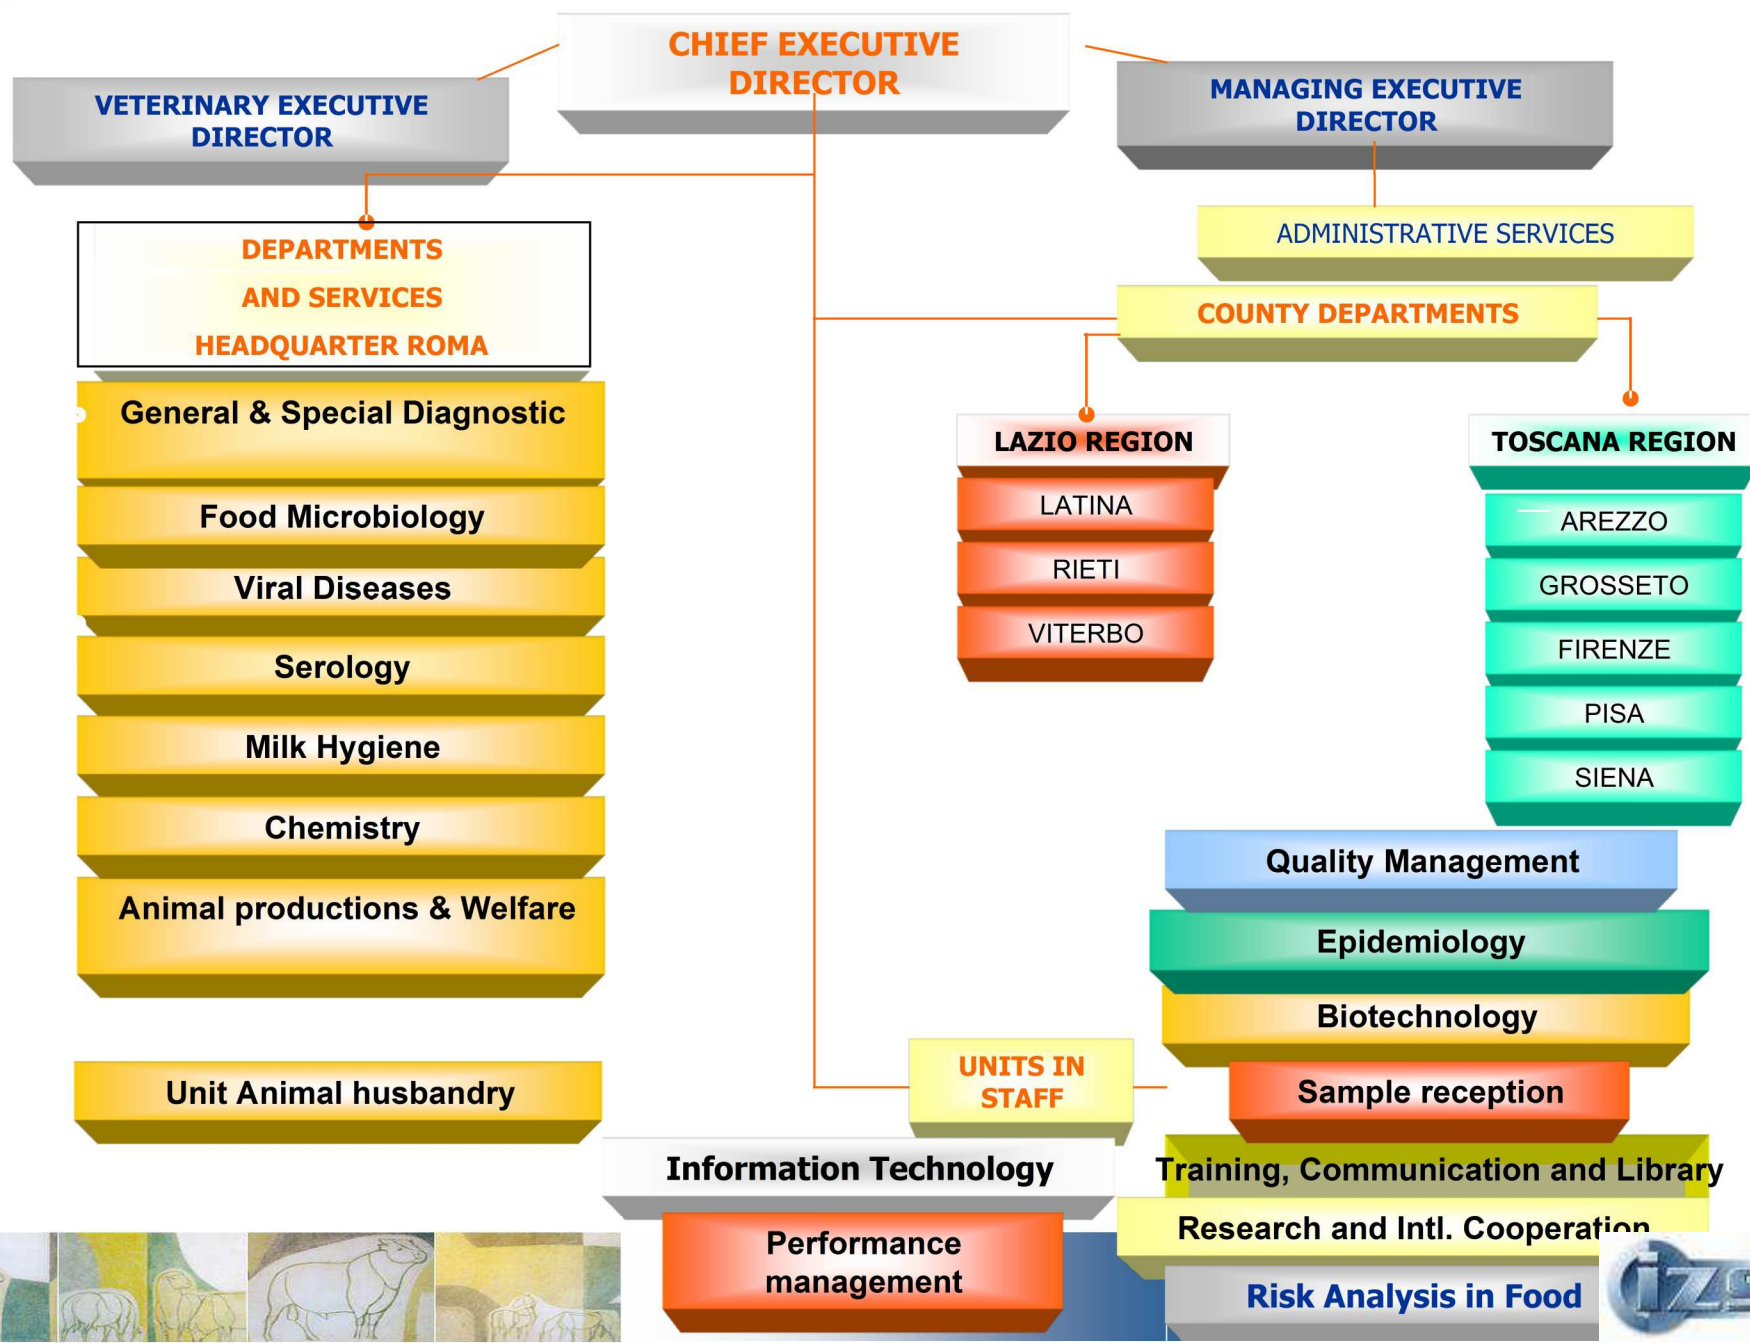 CHIEF EXECUTIVE
DIRECTOR
VETERINARY EXECUTIVE
DIRECTOR
MANAGING EXECUTIVE
DIRECTOR
ADMINISTRATIVE SERVICES
DEPARTMENTS
AND SERVICES
HEADQUARTER ROMA
General & Special Diagnostic
Food Microbiology
Viral Diseases
Serology
Milk Hygiene
Chemistry
Animal productions & Welfare
Unit Animal husbandry
COUNTY DEPARTMENTS
LAZIO REGION
LATINA
RIETI
VITERBO
TOSCANA REGION
AREZZO
GROSSETO
FIRENZE
PISA
SIENA
UNITS IN
STAFF
Quality Management
Epidemiology
Biotechnology
Sample reception
Training, Communication and Library
Research and Intl. Cooperation
Risk Analysis in Food
Information Technology
Performance
management
izs